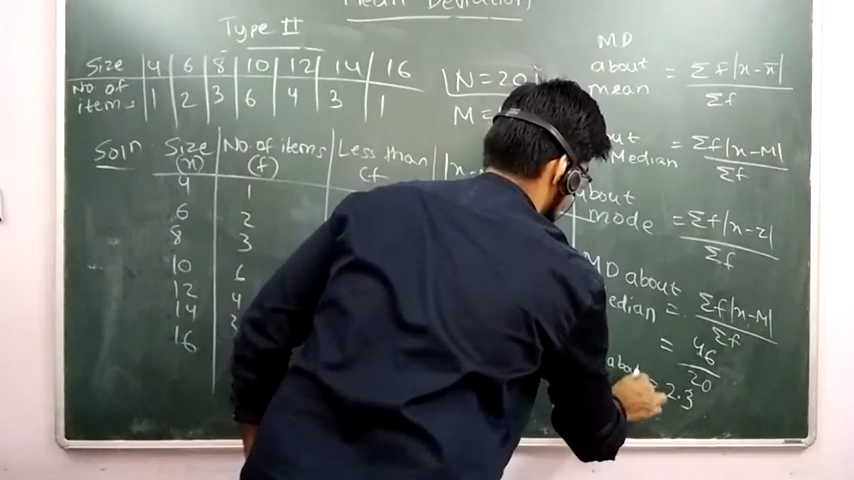 Mean Deviation
Type II
Size 4 6 8 10 12 14 16
No of items 1 2 3 6 4 3 1
N = 20
M =
MD about mean = Σf|x-x̄| / Σf
Median = Σf|x-M| / Σf
about mode = Σf|x-z| / Σf
Soln
Size (x) No. of items (f) Less than cf
4 1
6 2
8 3
10 6
12 4
14
16
MD about Median = Σf|x-M| / Σf
= 46 / 20
= 2.3
about